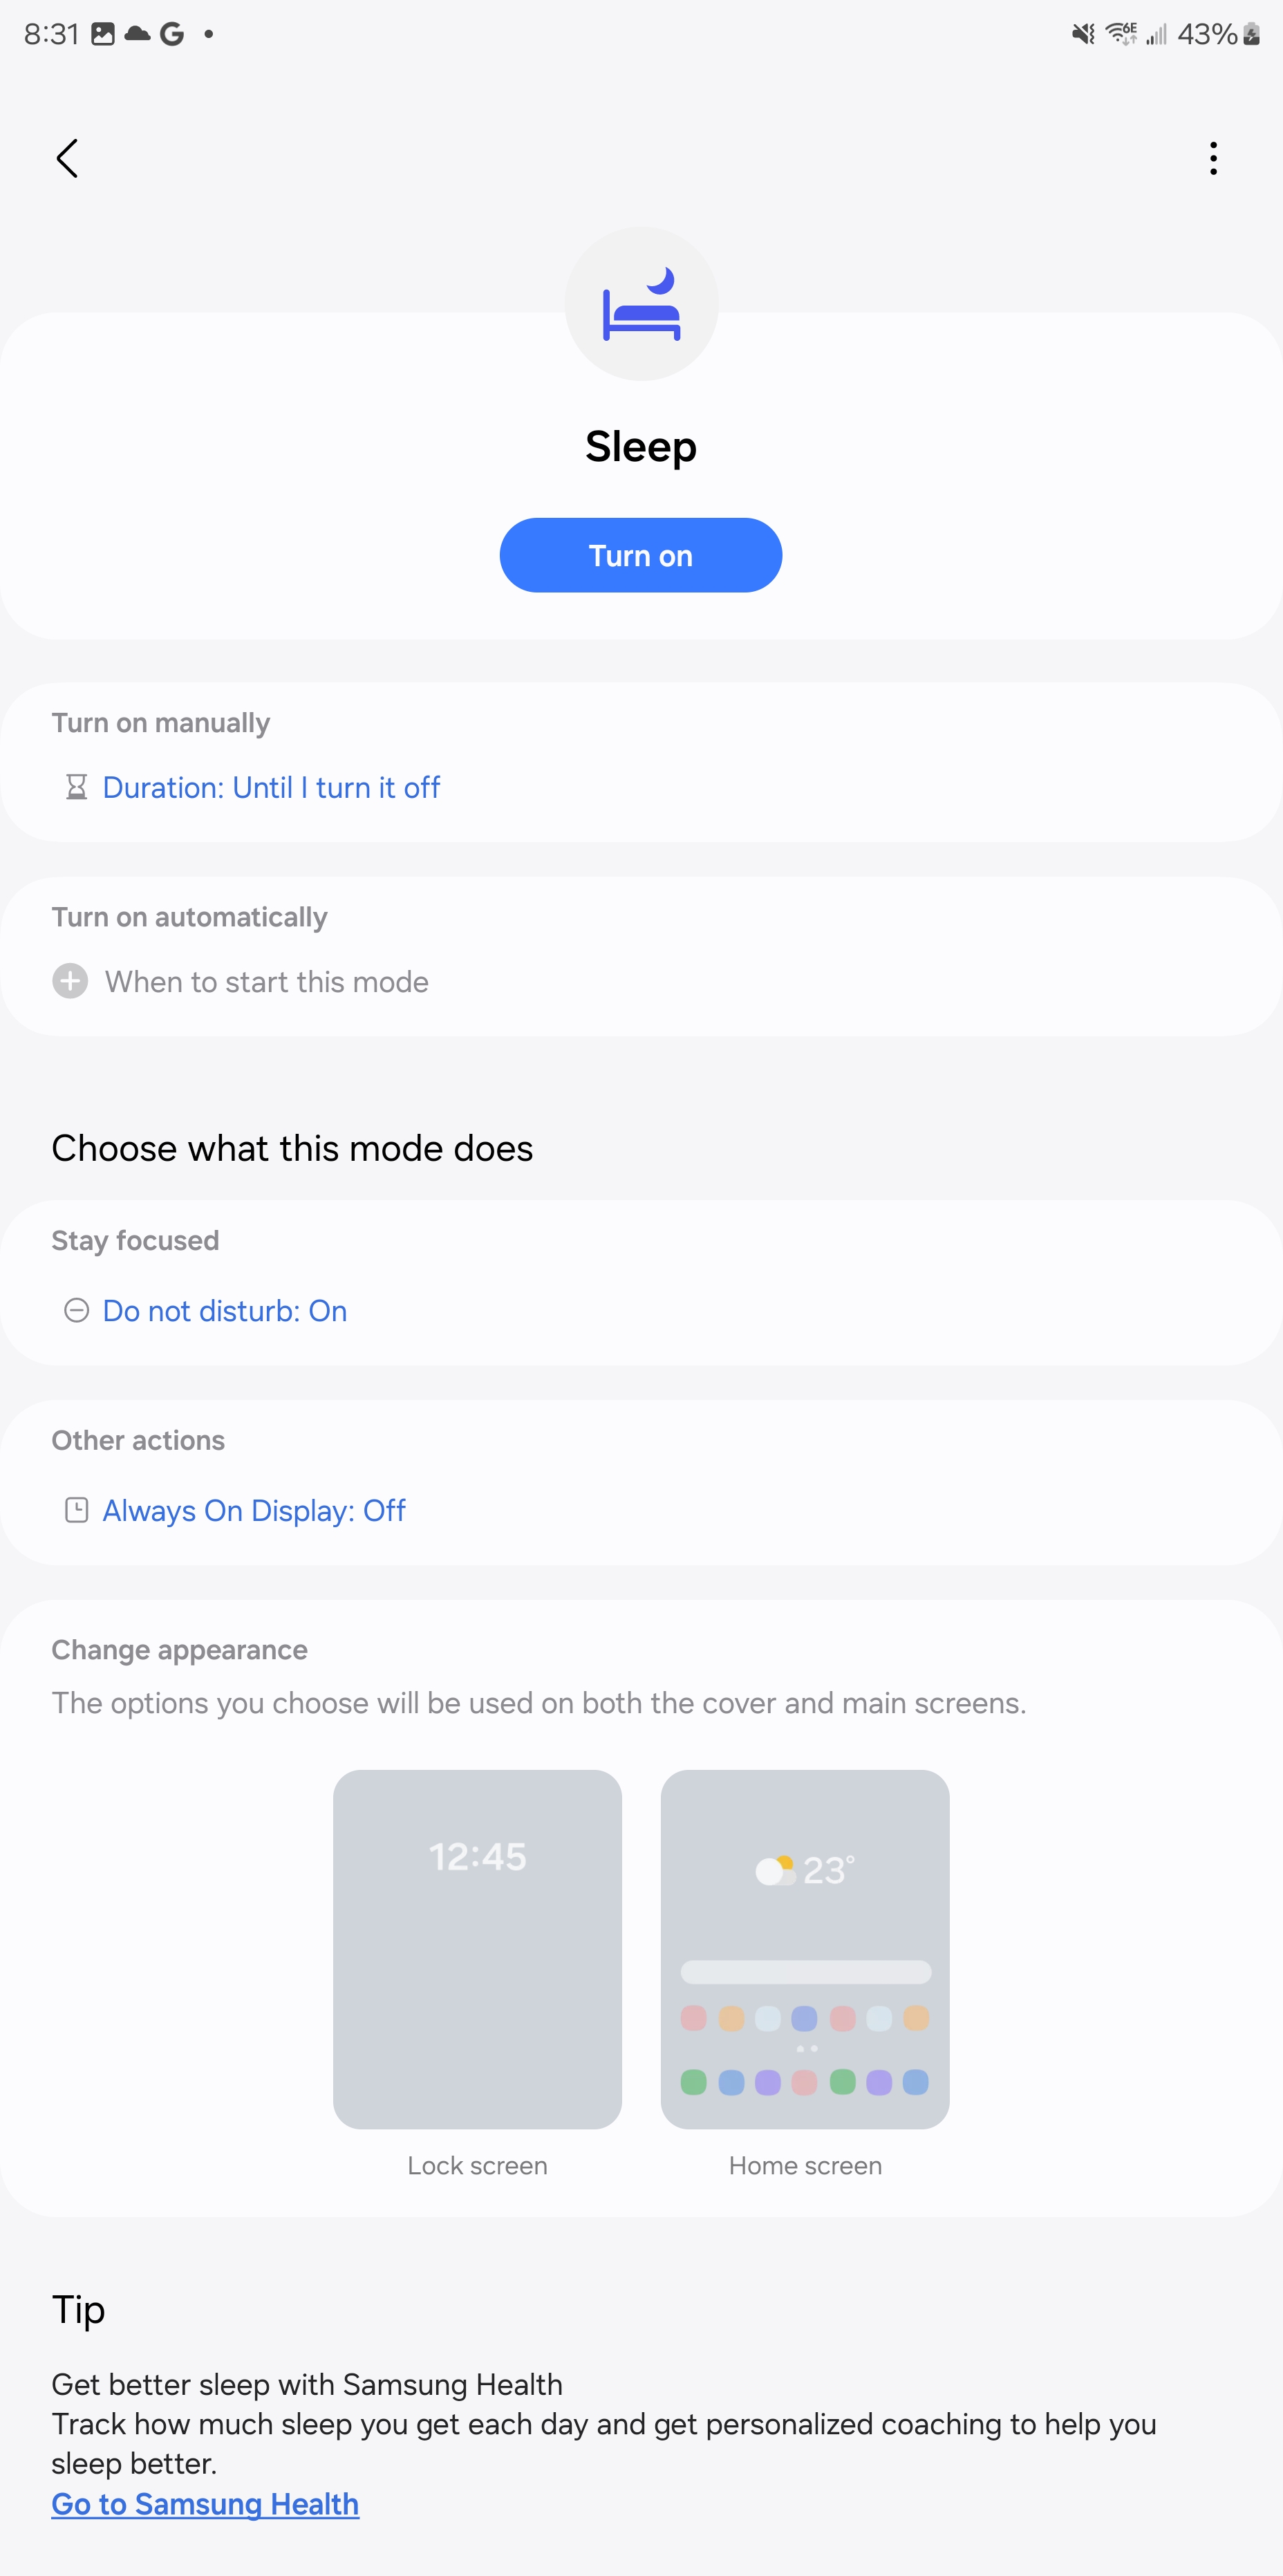 8:31 G 6E 43%
Sleep
Turn on
Turn on manually
Duration: Until I turn it off
Turn on automatically
When to start this mode
Choose what this mode does
Stay focused
Do not disturb: On
Other actions
Always On Display: Off
Change appearance
The options you choose will be used on both the cover and main screens.
12:45
23°
Lock screen
Home screen
Tip
Get better sleep with Samsung Health
Track how much sleep you get each day and get personalized coaching to help you
sleep better.
Go to Samsung Health